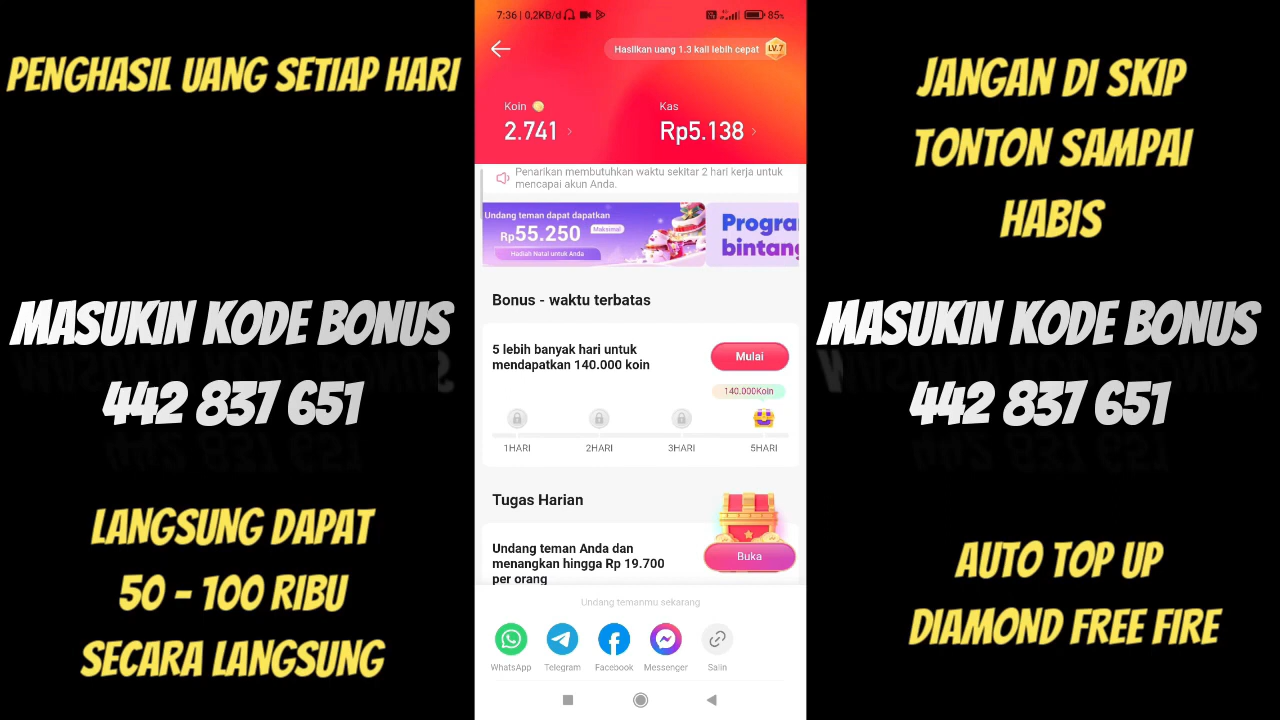 PENGHASIL UANG SETIAP HARI
MASUKIN KODE BONUS
442 837 651
LANGSUNG DAPAT
50 - 100 RIBU
SECARA LANGSUNG
7:36 | 0,2KB/d
85%
Hasilkan uang 1.3 kali lebih cepat
LV.7
Koin
Kas
2.741
Rp5.138
Penarikan membutuhkan waktu sekitar 2 hari kerja untuk
mencapai akun Anda.
Undang teman dapat dapatkan
Rp55.250 Maksimal
Hadiah Natal untuk Anda
Progra
bintang
Bonus - waktu terbatas
5 lebih banyak hari untuk
mendapatkan 140.000 koin
Mulai
140.000Koin
1HARI 2HARI 3HARI 5HARI
Tugas Harian
Undang teman Anda dan
menangkan hingga Rp 19.700
per orang
Buka
Undang temanmu sekarang
WhatsApp Telegram Facebook Messenger Salin
JANGAN DI SKIP
TONTON SAMPAI
HABIS
MASUKIN KODE BONUS
442 837 651
AUTO TOP UP
DIAMOND FREE FIRE